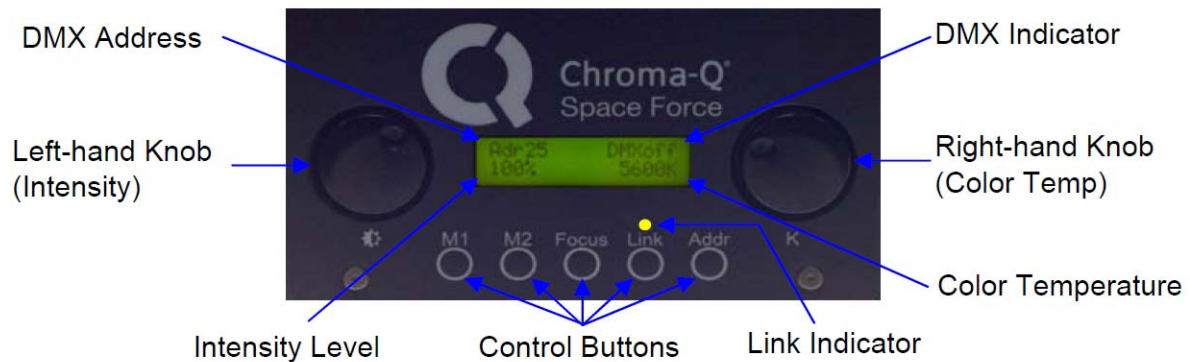 DMX Address
DMX Indicator
Chroma-Q®
Space Force
Left-hand Knob
(Intensity)
Adr25 DMXoff
100% 5600K
Right-hand Knob
(Color Temp)
M1 M2 Focus Link Addr K
Color Temperature
Intensity Level
Control Buttons
Link Indicator